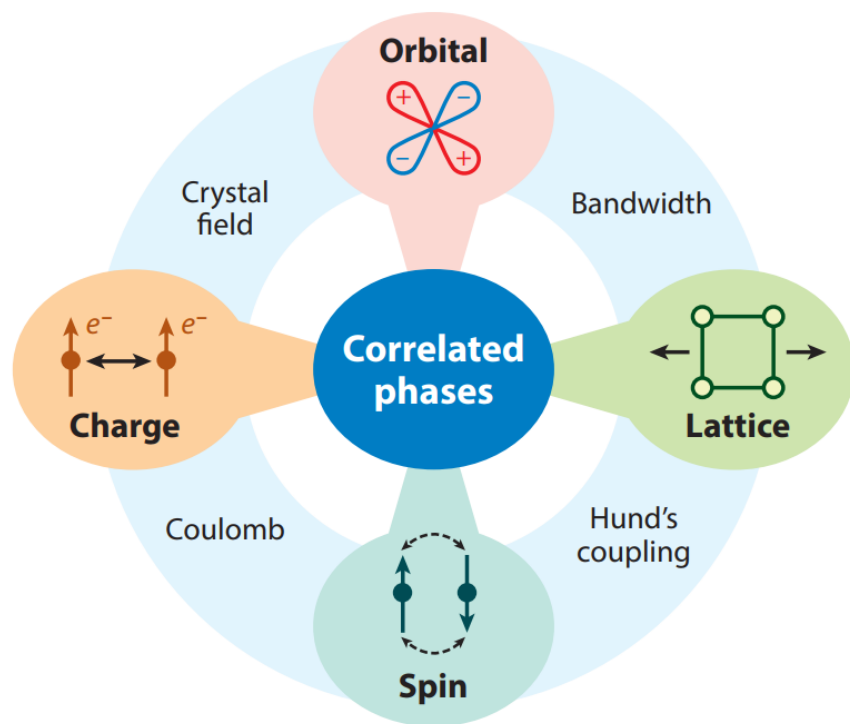 Orbital
+
−
−
+
Crystal
field
Bandwidth
e⁻
e⁻
Charge
Correlated
phases
Lattice
Coulomb
Hund’s
coupling
Spin